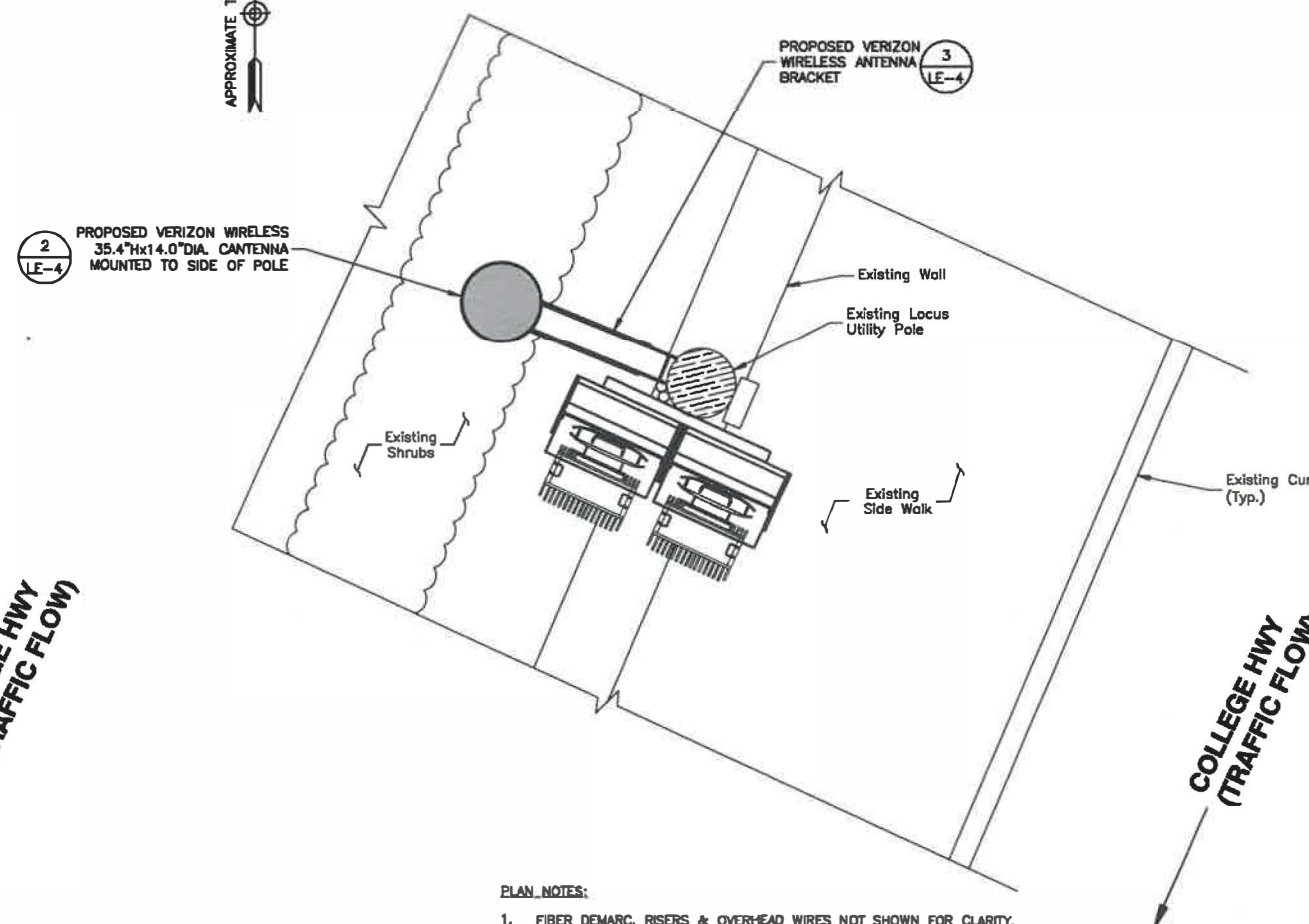 APPROXIMATE
PROPOSED VERIZON
WIRELESS ANTENNA
BRACKET
3
LE-4
2
LE-4
PROPOSED VERIZON WIRELESS
35.4"Hx14.0"DIA. CANTENNA
MOUNTED TO SIDE OF POLE
Existing Wall
Existing Locus
Utility Pole
Existing
Shrubs
Existing
Side Walk
Existing
(Typ.)
HWY
FLOW)
COLLEGE HWY
(TRAFFIC FLOW)
PLAN NOTES:
1. FIBER DEMARC, RISERS & OVERHEAD WIRES NOT SHOWN FOR CLARITY.